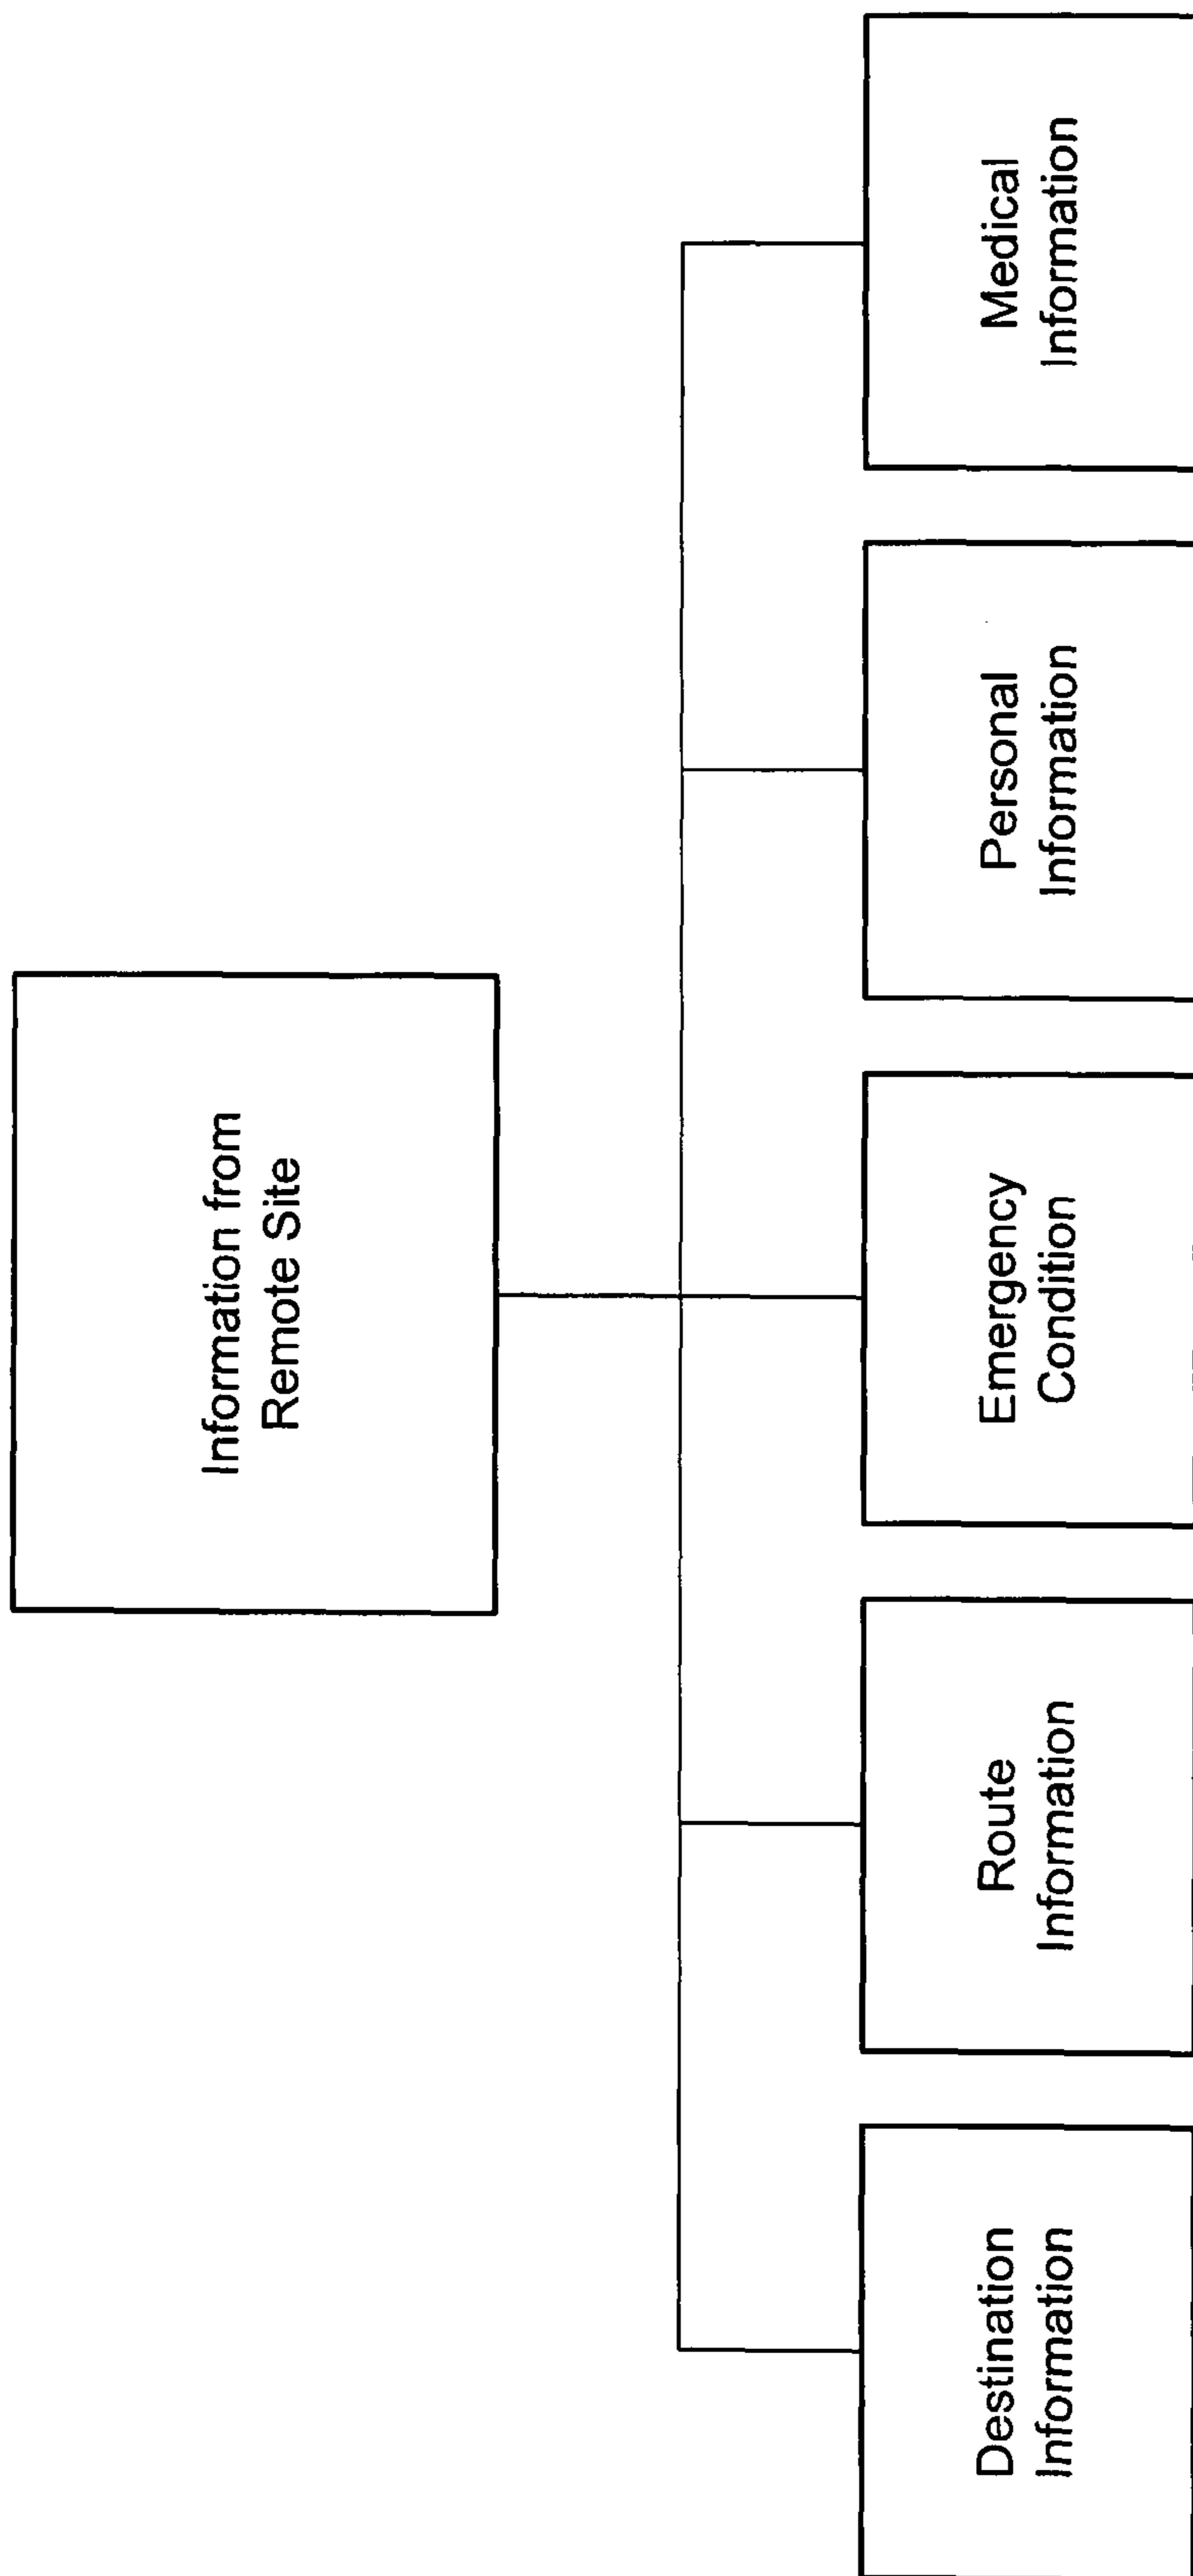 Information from
Remote Site
Destination
Information
Route
Information
Emergency
Condition
Personal
Information
Medical
Information